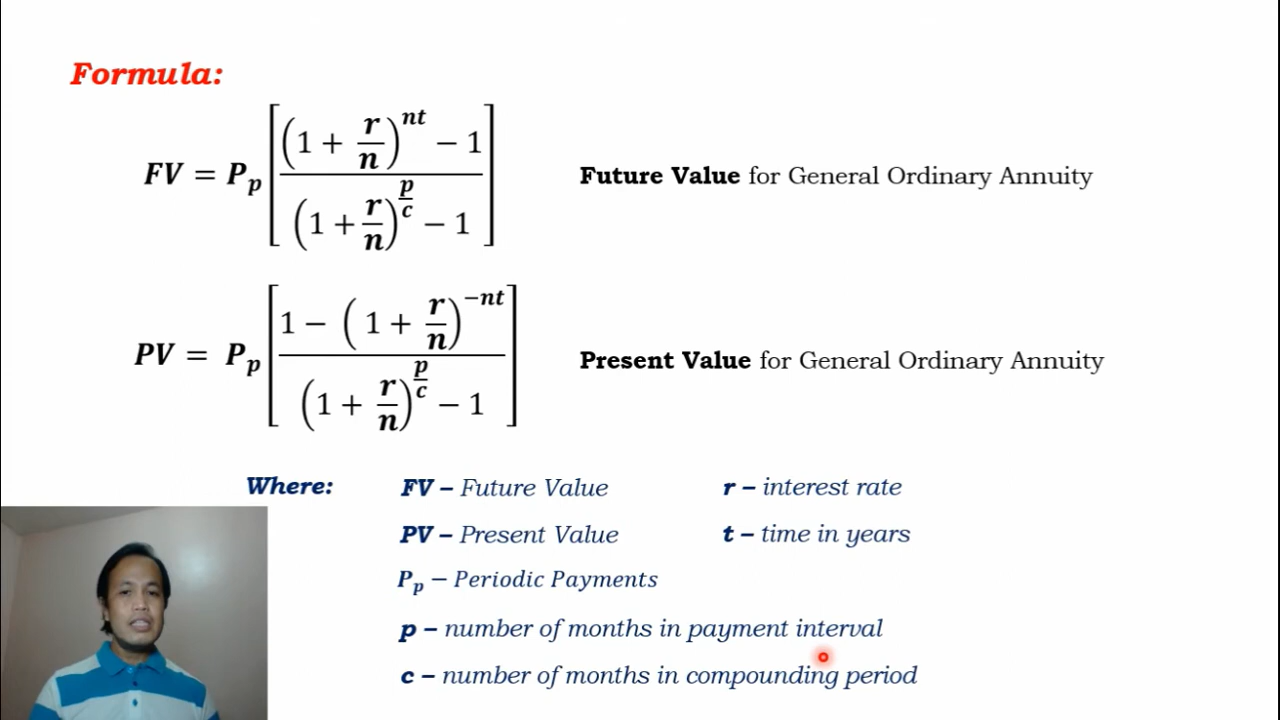 Formula:
FV = P_p [ ((1 + r/n)^{nt} − 1) / ((1 + r/n)^{p/c} − 1) ]
Future Value for General Ordinary Annuity
PV = P_p [ (1 − (1 + r/n)^{−nt}) / ((1 + r/n)^{p/c} − 1) ]
Present Value for General Ordinary Annuity
Where:
FV – Future Value
r – interest rate
PV – Present Value
t – time in years
P_p − Periodic Payments
p – number of months in payment interval
c – number of months in compounding period